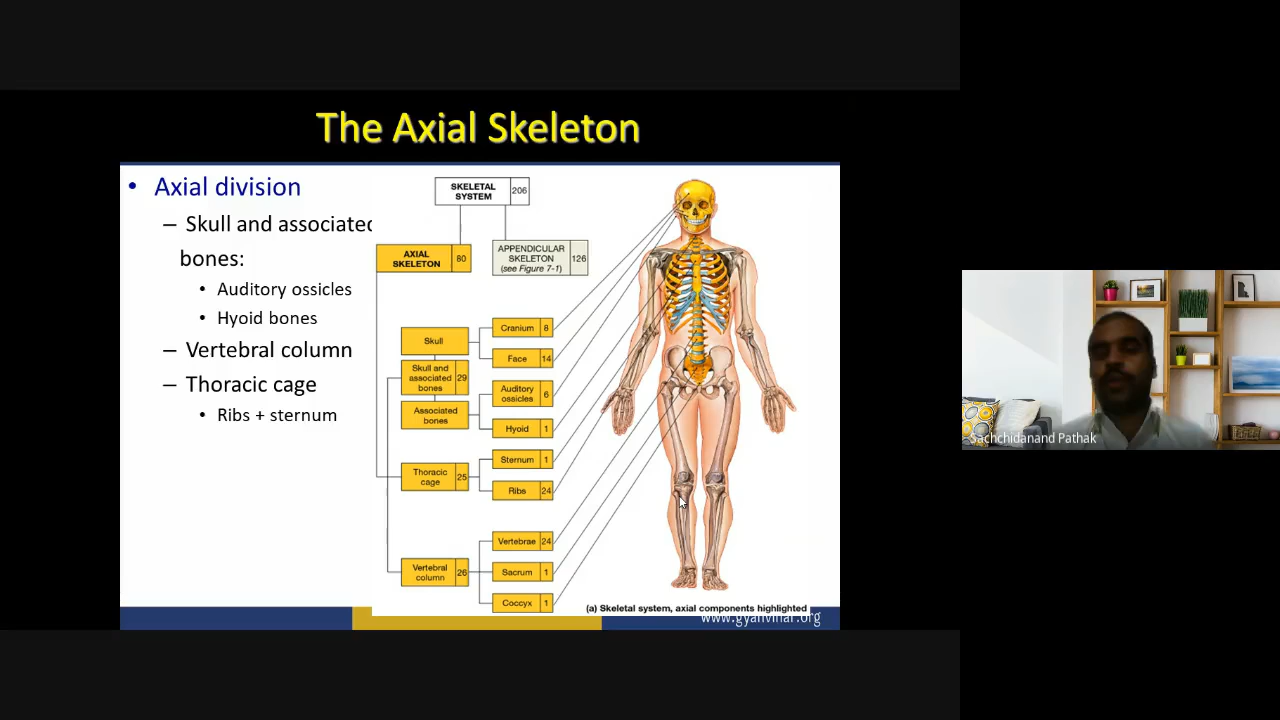 The Axial Skeleton
• Axial division
– Skull and associated
bones:
• Auditory ossicles
• Hyoid bones
– Vertebral column
– Thoracic cage
• Ribs + sternum
SKELETAL
SYSTEM
206
AXIAL
SKELETON
80
APPENDICULAR
SKELETON
(see Figure 7-1)
126
Skull
Cranium 8
Face 14
Skull and
associated
bones
29
Auditory
ossicles
6
Associated
bones
Hyoid 1
Sternum 1
Thoracic
cage
25
Ribs 24
Vertebrae 24
Vertebral
column
26
Sacrum 1
Coccyx 1
(a) Skeletal system, axial components highlighted
www.gyanvihar.org
Sachchidanand Pathak